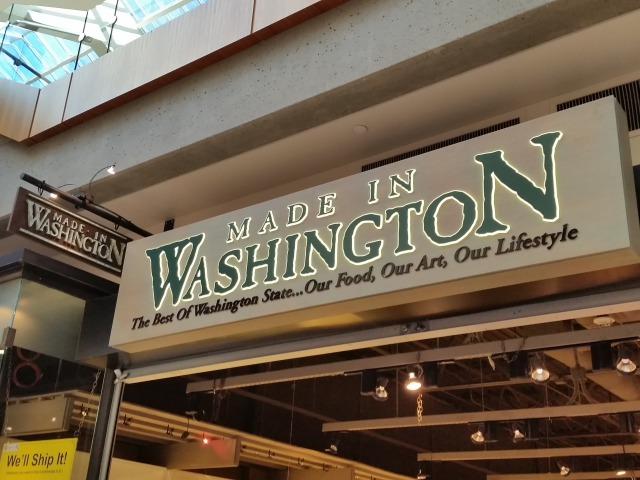 MADE IN
WASHINGTON
The Best Of Washington State...Our Food, Our Art, Our Lifestyle
MADE IN
WASHINGTON
We'll Ship It!